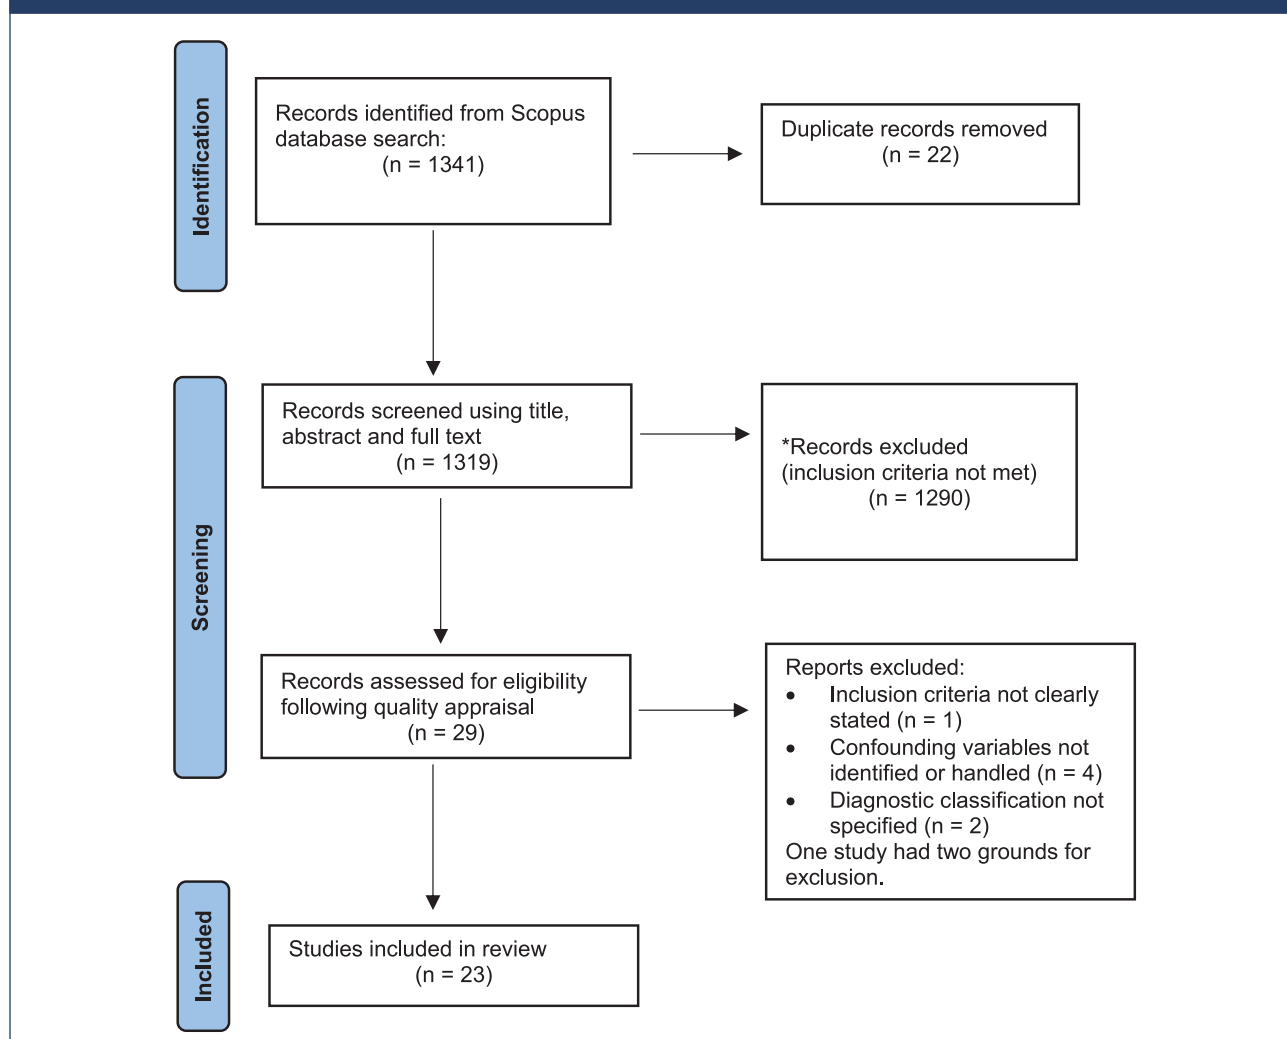 Identification
Records identified from Scopus
database search:
(n = 1341)
Duplicate records removed
(n = 22)
Screening
Records screened using title,
abstract and full text
(n = 1319)
*Records excluded
(inclusion criteria not met)
(n = 1290)
Records assessed for eligibility
following quality appraisal
(n = 29)
Reports excluded:
• Inclusion criteria not clearly
stated (n = 1)
• Confounding variables not
identified or handled (n = 4)
• Diagnostic classification not
specified (n = 2)
One study had two grounds for
exclusion.
Included
Studies included in review
(n = 23)